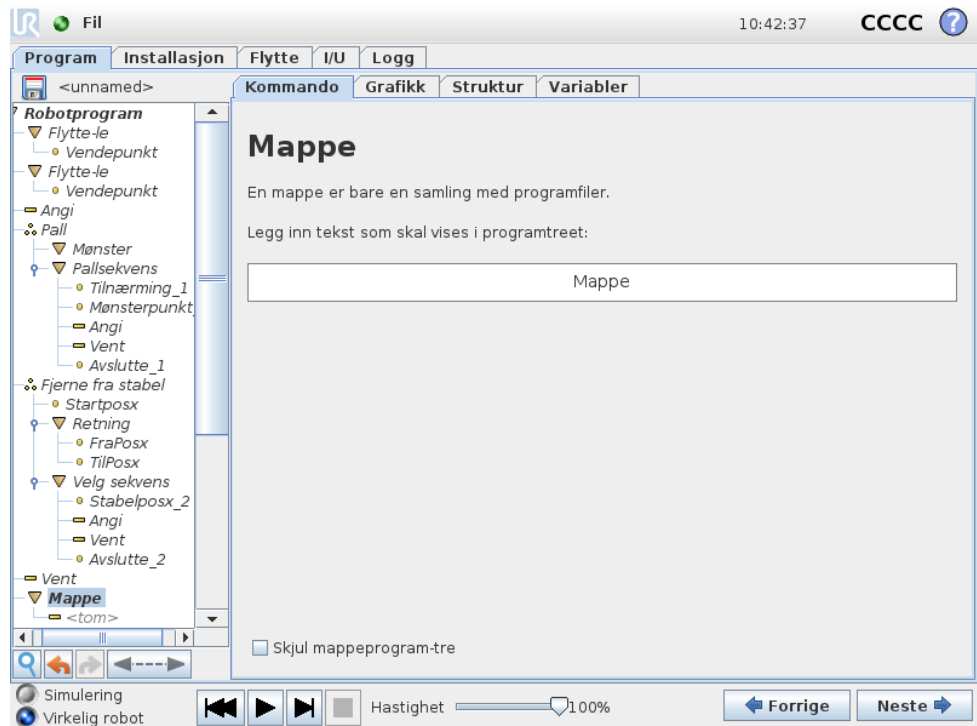 UR Fil 10:42:37 CCCC ?
Program Installasjon Flytte I/U Logg
<unnamed>
Kommando Grafikk Struktur Variabler
Robotprogram
Flytte-le
Vendepunkt
Flytte-le
Vendepunkt
Angi
Pall
Mønster
Pallsekvens
Tilnærming_1
Mønsterpunkt
Angi
Vent
Avslutte_1
Fjerne fra stabel
Startposx
Retning
FraPosx
TilPosx
Velg sekvens
Stabelposx_2
Angi
Vent
Avslutte_2
Vent
Mappe
<tom>
Mappe
En mappe er bare en samling med programfiler.
Legg inn tekst som skal vises i programtreet:
Mappe
Skjul mappeprogram-tre
Simulering
Virkelig robot
Hastighet 100%
Forrige Neste